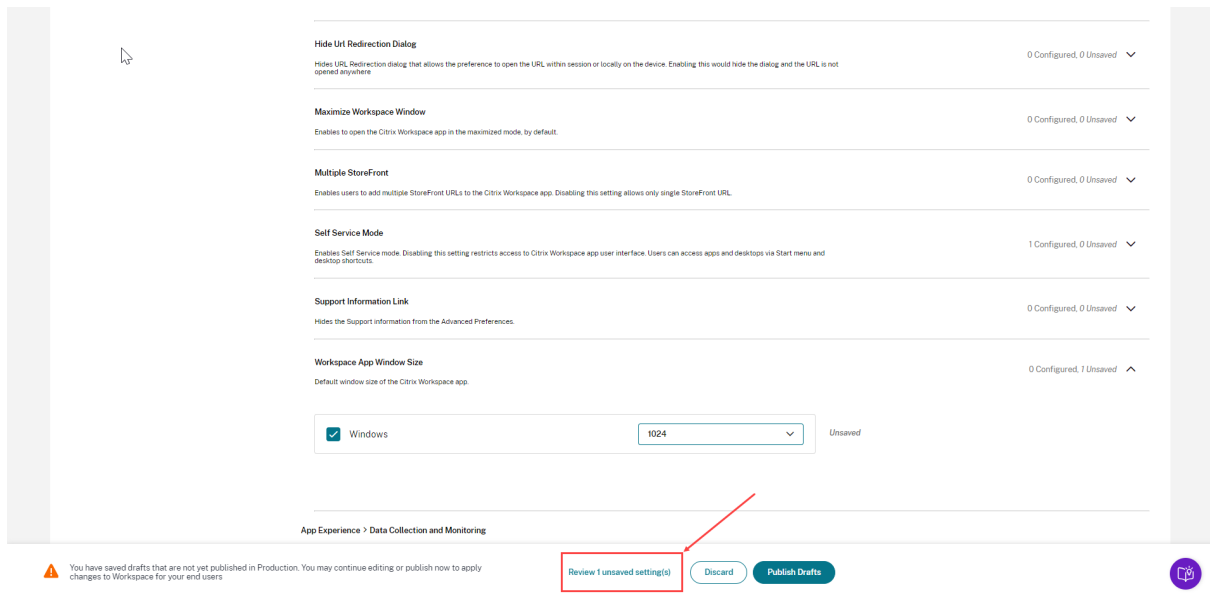 Hide Url Redirection Dialog
0 Configured, 0 Unsaved
Hides URL Redirection dialog that allows the preference to open the URL within session or locally on the device. Enabling this would hide the dialog and the URL is not
opened anywhere
Maximize Workspace Window
0 Configured, 0 Unsaved
Enables to open the Citrix Workspace app in the maximized mode, by default.
Multiple StoreFront
0 Configured, 0 Unsaved
Enables users to add multiple StoreFront URLs to the Citrix Workspace app. Disabling this setting allows only single StoreFront URL.
Self Service Mode
1 Configured, 0 Unsaved
Enables Self Service mode. Disabling this setting restricts access to Citrix Workspace app user interface. Users can access apps and desktops via Start menu and
desktop shortcuts.
Support Information Link
0 Configured, 0 Unsaved
Hides the Support information from the Advanced Preferences.
Workspace App Window Size
0 Configured, 1 Unsaved
Default window size of the Citrix Workspace app.
Windows
1024
Unsaved
App Experience > Data Collection and Monitoring
You have saved drafts that are not yet published in Production. You may continue editing or publish now to apply
changes to Workspace for your end users
Review 1 unsaved setting(s)
Discard
Publish Drafts